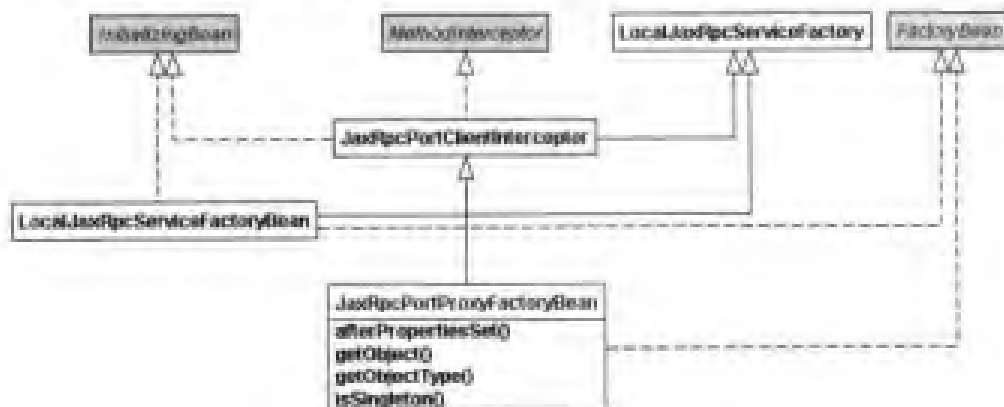 InitializingBean
MethodInterceptor
LocalJaxRpcServiceFactory
FactoryBean
JaxRpcPortClientInterceptor
LocalJaxRpcServiceFactoryBean
JaxRpcPortProxyFactoryBean
afterPropertiesSet()
getObject()
getObjectType()
isSingleton()